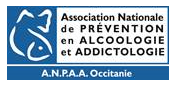 Association Nationale
de PRÉVENTION
en ALCOOLOGIE
et ADDICTOLOGIE
A.N.P.A.A. Occitanie